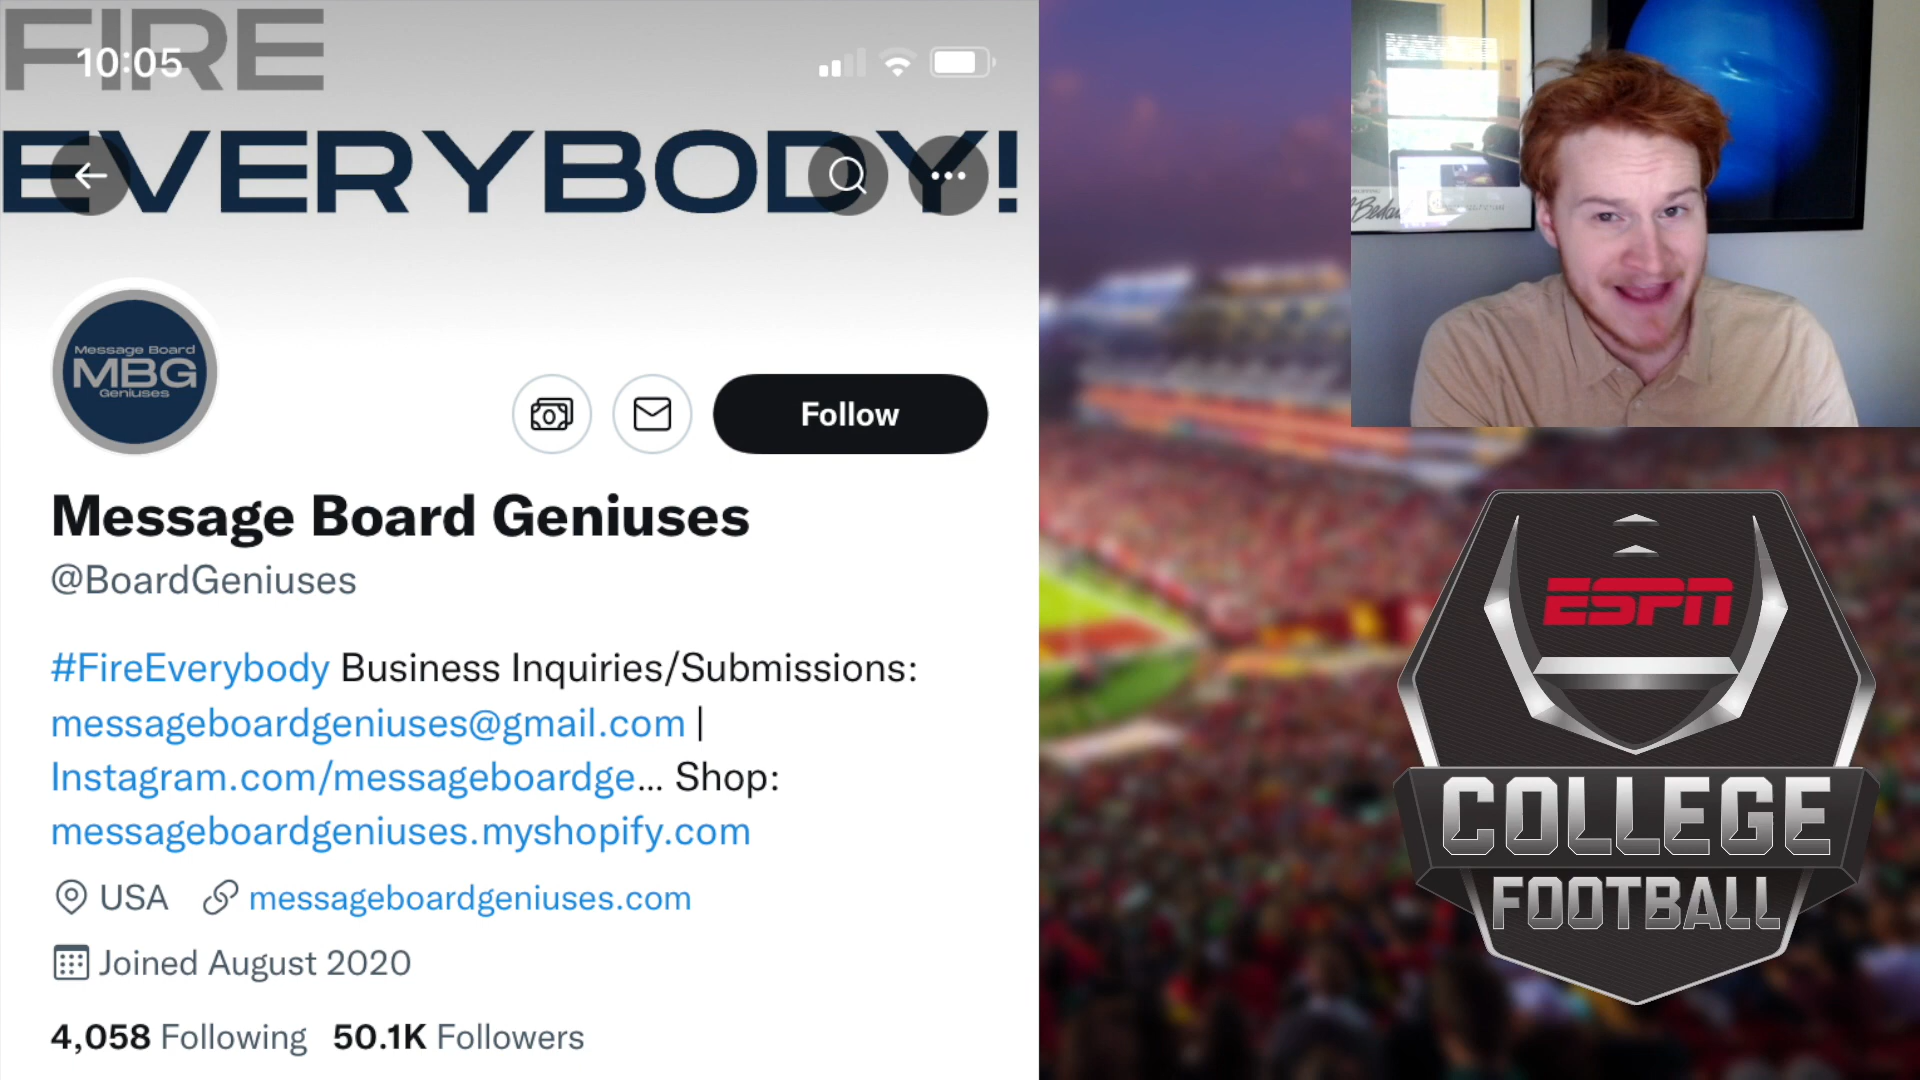 FIRE
10:05
EVERYBODY!
Message Board
MBG
Geniuses
Follow
Message Board Geniuses
@BoardGeniuses
#FireEverybody Business Inquiries/Submissions:
messageboardgeniuses@gmail.com |
Instagram.com/messageboardge... Shop:
messageboardgeniuses.myshopify.com
USA messageboardgeniuses.com
Joined August 2020
4,058 Following 50.1K Followers
ESPN
COLLEGE
FOOTBALL